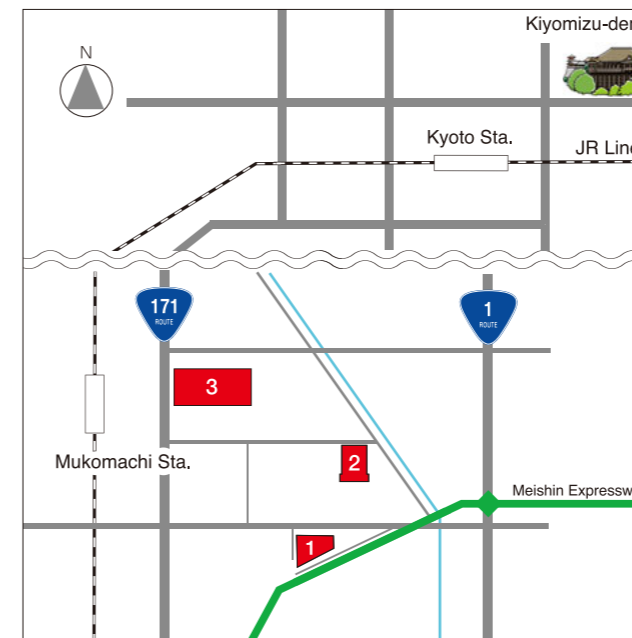 Kiyomizu-der
N
Kyoto Sta.
JR Line
171
ROUTE
1
ROUTE
3
2
Mukomachi Sta.
Meishin Expressw
1